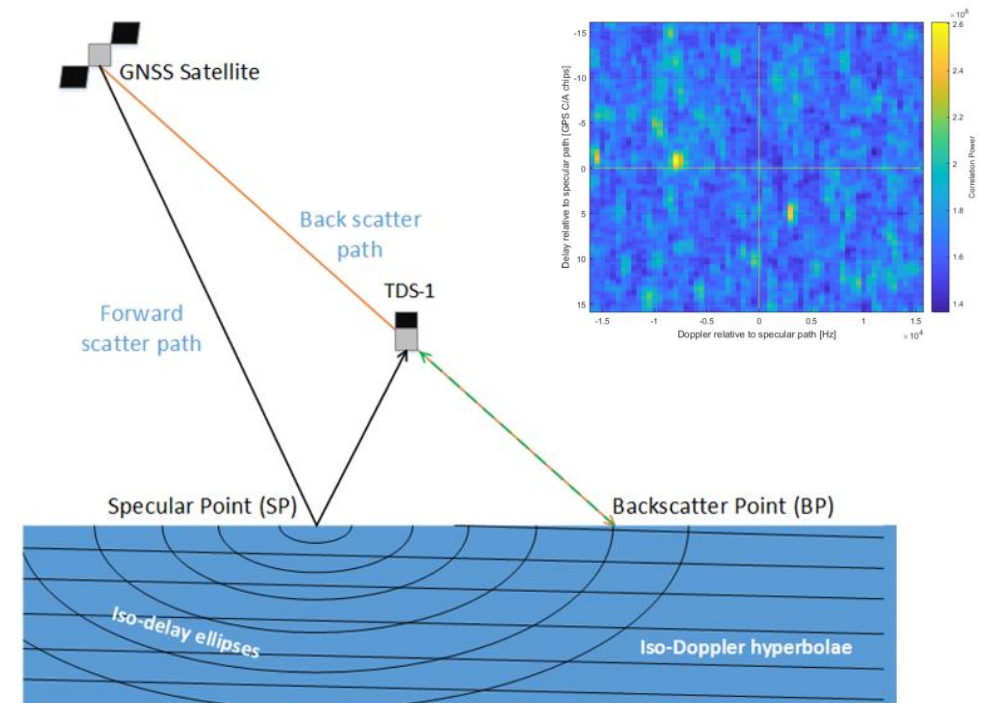 GNSS Satellite
Back scatter
path
TDS-1
Forward
scatter path
Specular Point (SP)
Backscatter Point (BP)
Iso-delay ellipses
Iso-Doppler hyperbolae
Delay relative to specular path [GPS C/A chips]
-15
-10
-5
0
5
10
15
-1.5
-1
-0.5
0
0.5
1
1.5
×10⁴
Doppler relative to specular path [Hz]
×10⁸
2.6
2.4
2.2
2
1.8
1.6
1.4
Correlation Power